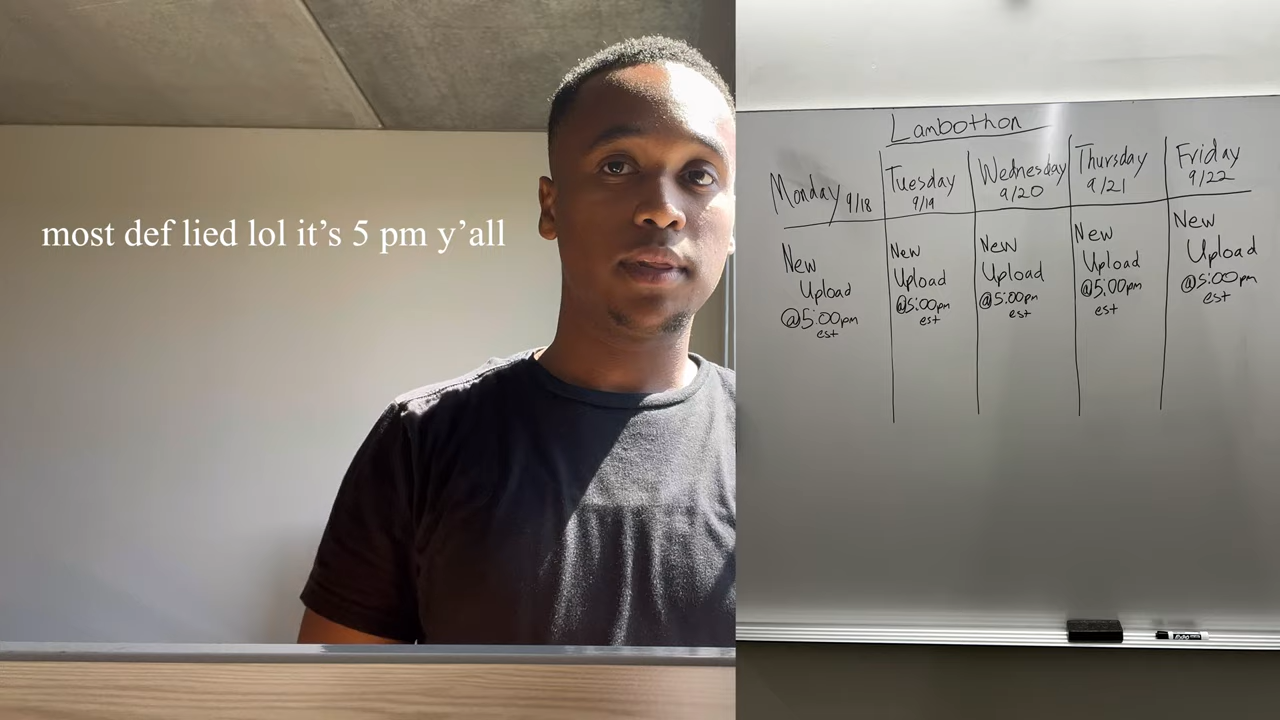 most def lied lol it's 5 pm y'all
Lambothon
Monday 9/18
Tuesday
9/19
Wednesday
9/20
Thursday
9/21
Friday
9/22
New
Upload
@5:00pm
est
New
Upload
@5:00pm
est
New
Upload
@5:00pm
est
New
Upload
@5:00pm
est
New
Upload
@5:00pm
est